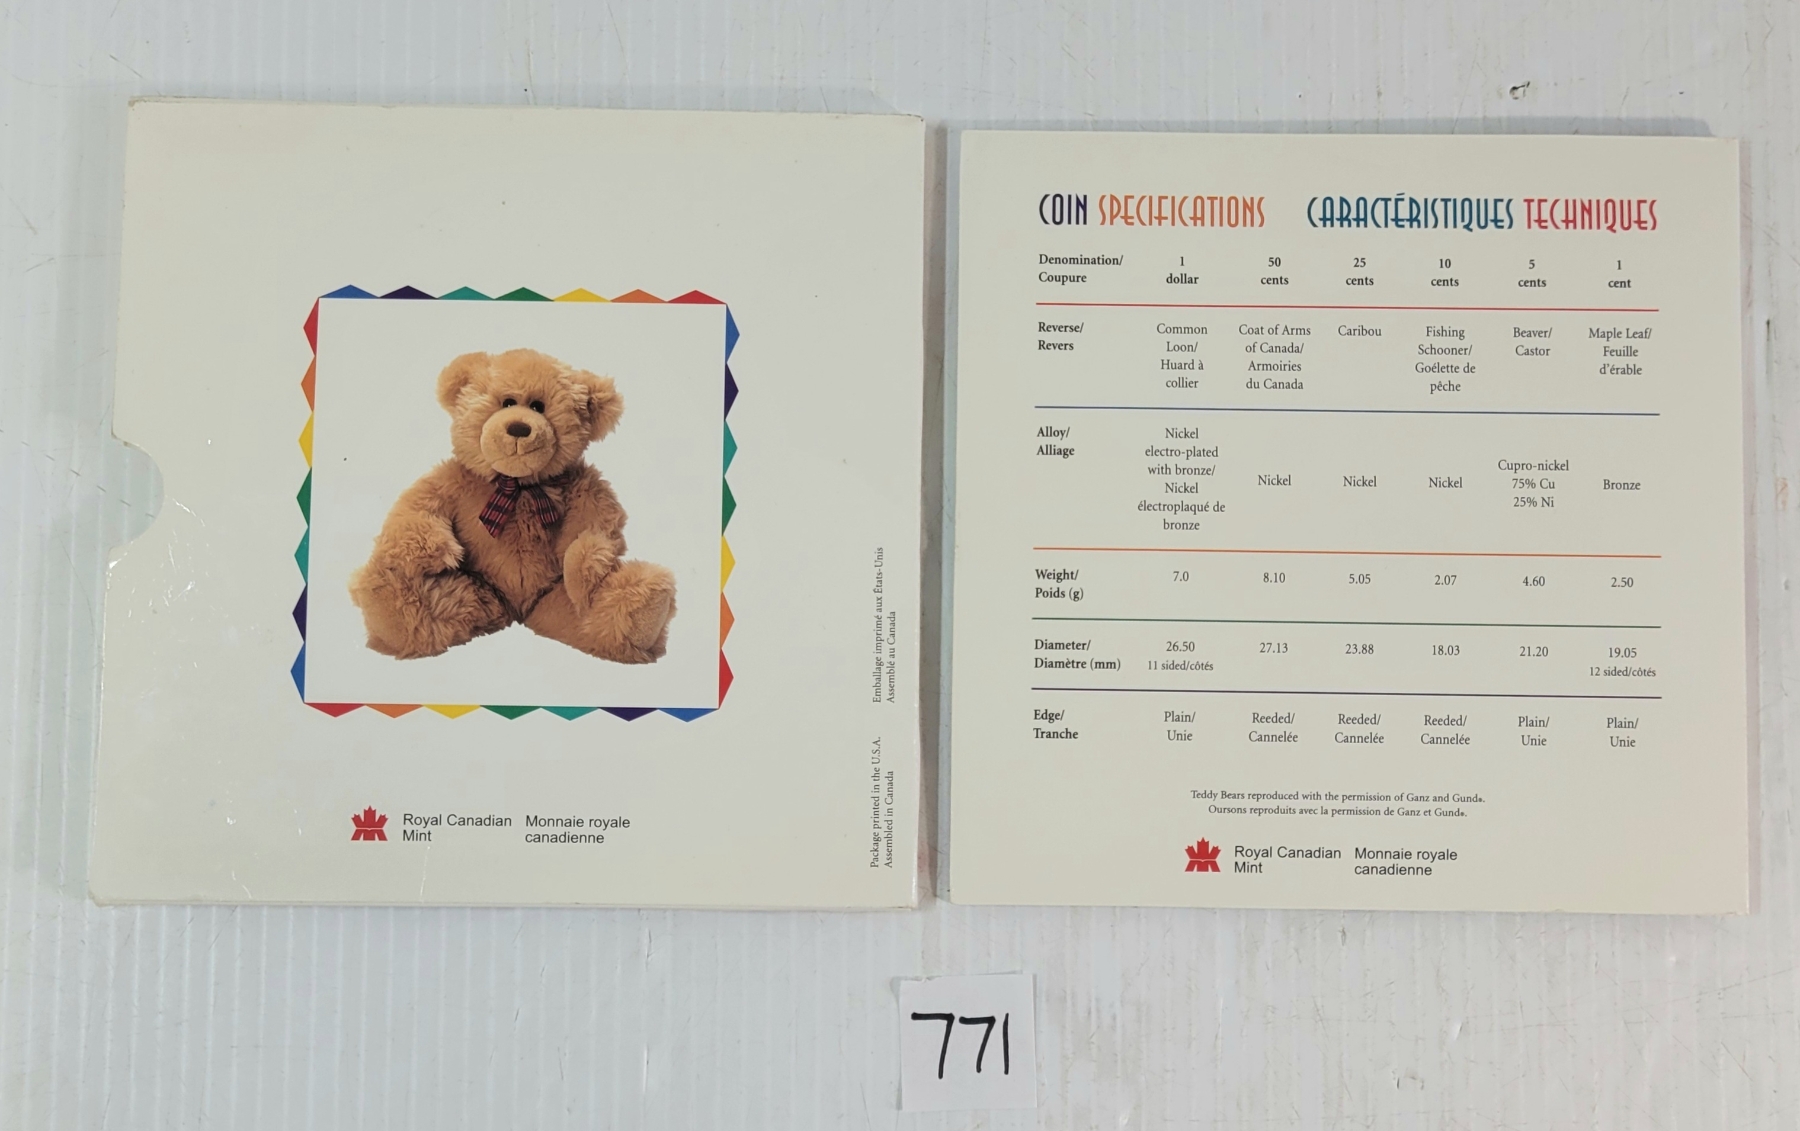 Royal Canadian Mint
Monnaie royale canadienne
Package printed in the U.S.A.
Assembled in Canada
Emballage imprimé aux États-Unis
Assemblé au Canada
COIN SPECIFICATIONS CARACTÉRISTIQUES TECHNIQUES
Denomination/ Coupure 1 dollar 50 cents 25 cents 10 cents 5 cents 1 cent
Reverse/ Revers Common Loon/ Huard à collier Coat of Arms of Canada/ Armoiries du Canada Caribou Fishing Schooner/ Goélette de pêche Beaver/ Castor Maple Leaf/ Feuille d'érable
Alloy/ Alliage Nickel electro-plated with bronze/ Nickel électroplaqué de bronze Nickel Nickel Nickel Cupro-nickel 75% Cu 25% Ni Bronze
Weight/ Poids (g) 7.0 8.10 5.05 2.07 4.60 2.50
Diameter/ Diamètre (mm) 26.50 11 sided/côtés 27.13 23.88 18.03 21.20 19.05 12 sided/côtés
Edge/ Tranche Plain/ Unie Reeded/ Cannelée Reeded/ Cannelée Reeded/ Cannelée Plain/ Unie Plain/ Unie
Teddy Bears reproduced with the permission of Ganz and Gund®.
Oursons reproduits avec la permission de Ganz et Gund®.
Royal Canadian Mint
Monnaie royale canadienne
771